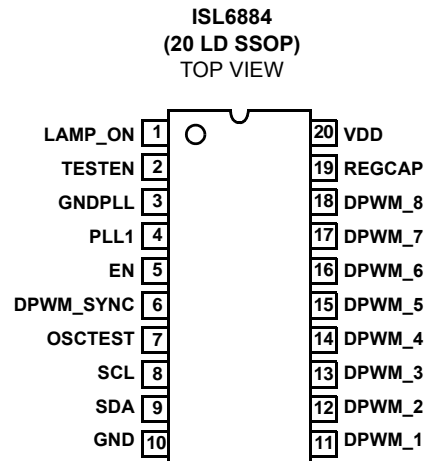 ISL6884
(20 LD SSOP)
TOP VIEW
LAMP_ON 1 20 VDD
TESTEN 2 19 REGCAP
GNDPLL 3 18 DPWM_8
PLL1 4 17 DPWM_7
EN 5 16 DPWM_6
DPWM_SYNC 6 15 DPWM_5
OSCTEST 7 14 DPWM_4
SCL 8 13 DPWM_3
SDA 9 12 DPWM_2
GND 10 11 DPWM_1